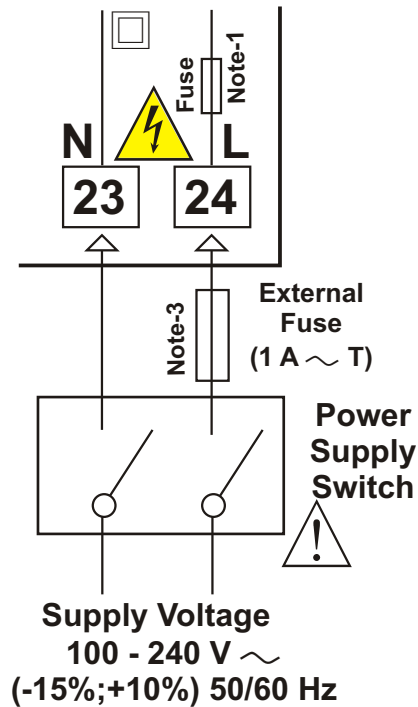 Fuse
Note-1
N
L
23
24
Note-3
External
Fuse
(1 A ~ T)
Power
Supply
Switch
!
Supply Voltage
100 - 240 V ~
(-15%;+10%) 50/60 Hz